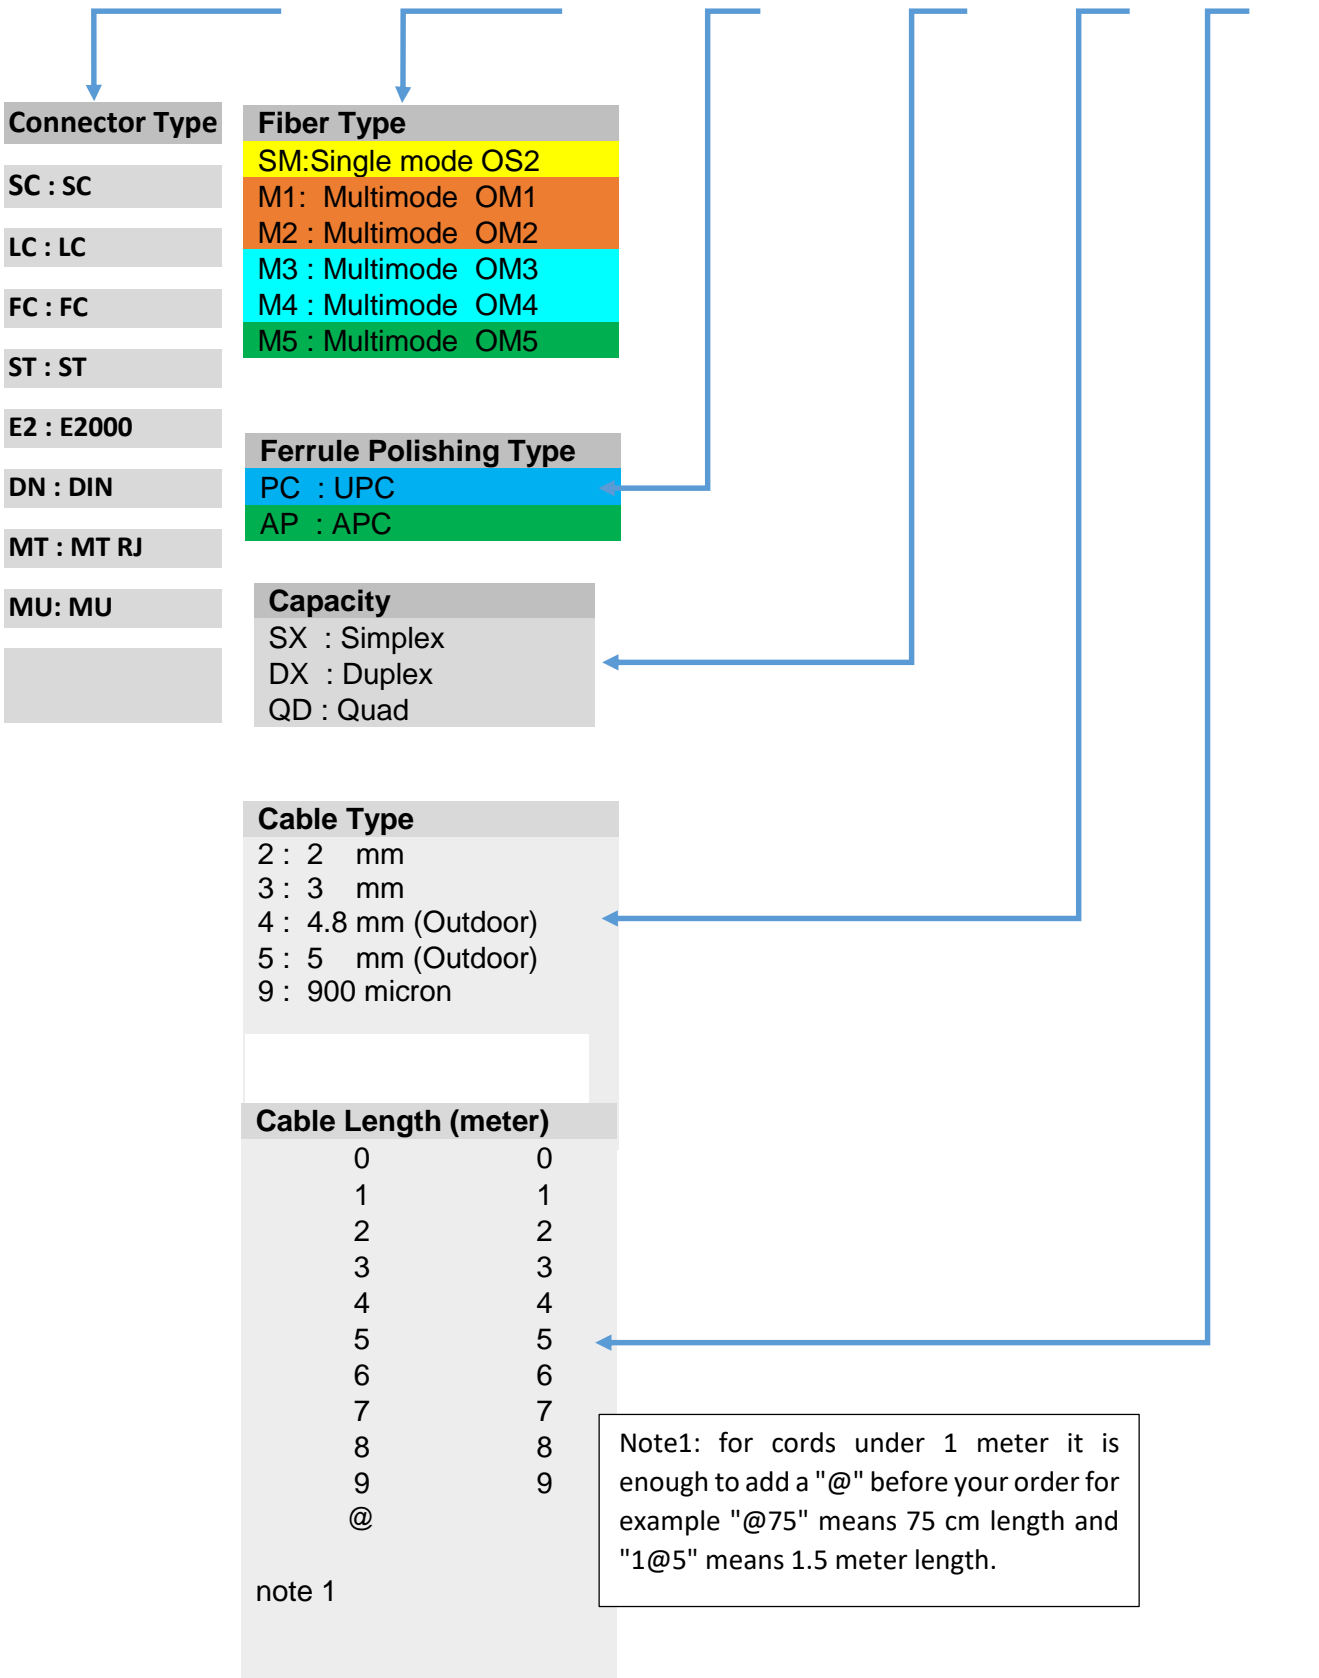 Connector Type
SC : SC
LC : LC
FC : FC
ST : ST
E2 : E2000
DN : DIN
MT : MT RJ
MU: MU
Fiber Type
SM:Single mode OS2
M1: Multimode OM1
M2 : Multimode OM2
M3 : Multimode OM3
M4 : Multimode OM4
M5 : Multimode OM5
Ferrule Polishing Type
PC : UPC
AP : APC
Capacity
SX : Simplex
DX : Duplex
QD : Quad
Cable Type
2 : 2 mm
3 : 3 mm
4 : 4.8 mm (Outdoor)
5 : 5 mm (Outdoor)
9 : 900 micron
Cable Length (meter)
0 0
1 1
2 2
3 3
4 4
5 5
6 6
7 7
8 8
9 9
@
note 1
Note1: for cords under 1 meter it is
enough to add a "@" before your order for
example "@75" means 75 cm length and
"1@5" means 1.5 meter length.